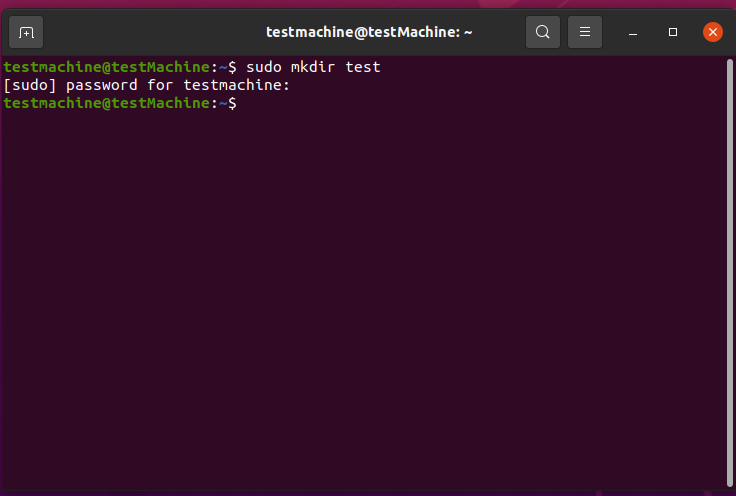 testmachine@testMachine: ~
testmachine@testMachine:~$ sudo mkdir test
[sudo] password for testmachine:
testmachine@testMachine:~$